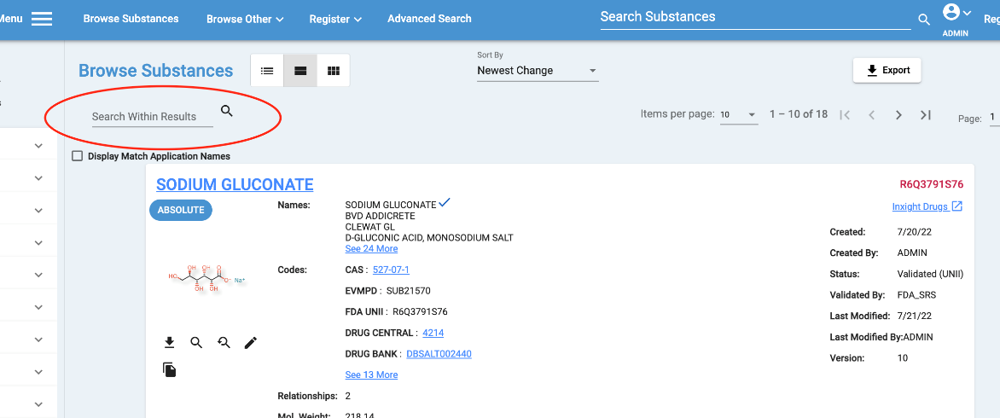 Menu Browse Substances Browse Other Register Advanced Search Search Substances ADMIN Reg
Browse Substances Sort By
Newest Change Export
Search Within Results Items per page: 10 1 – 10 of 18 Page: 1
Display Match Application Names
SODIUM GLUCONATE R6Q3791S76
ABSOLUTE Names: SODIUM GLUCONATE Inxight Drugs
BVD ADDICRETE
CLEWAT GL
D-GLUCONIC ACID, MONOSODIUM SALT
See 24 More
Created: 7/20/22
Created By: ADMIN
Status: Validated (UNII)
Validated By: FDA_SRS
Last Modified: 7/21/22
Last Modified By:ADMIN
Version: 10
OH OH O
HO O⁻ Na⁺
OH OH
Codes: CAS : 527-07-1
EVMPD : SUB21570
FDA UNII : R6Q3791S76
DRUG CENTRAL : 4214
DRUG BANK : DBSALT002440
See 13 More
Relationships: 2
Mol. Weight: 218.14